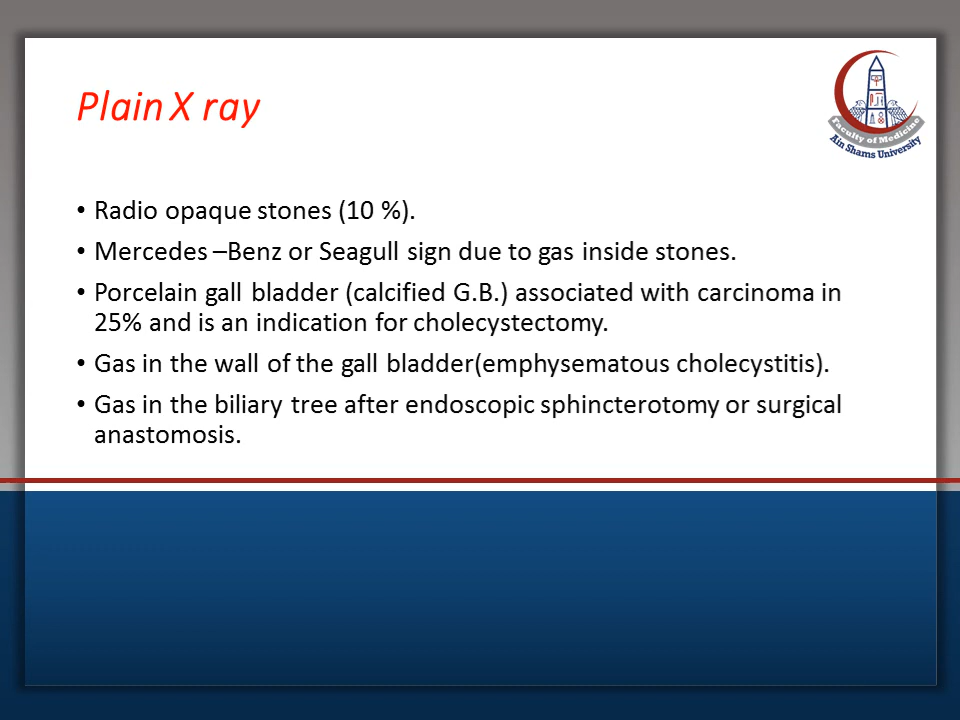 Plain X ray
Faculty of Medicine
Ain Shams University
• Radio opaque stones (10 %).
• Mercedes –Benz or Seagull sign due to gas inside stones.
• Porcelain gall bladder (calcified G.B.) associated with carcinoma in
25% and is an indication for cholecystectomy.
• Gas in the wall of the gall bladder(emphysematous cholecystitis).
• Gas in the biliary tree after endoscopic sphincterotomy or surgical
anastomosis.